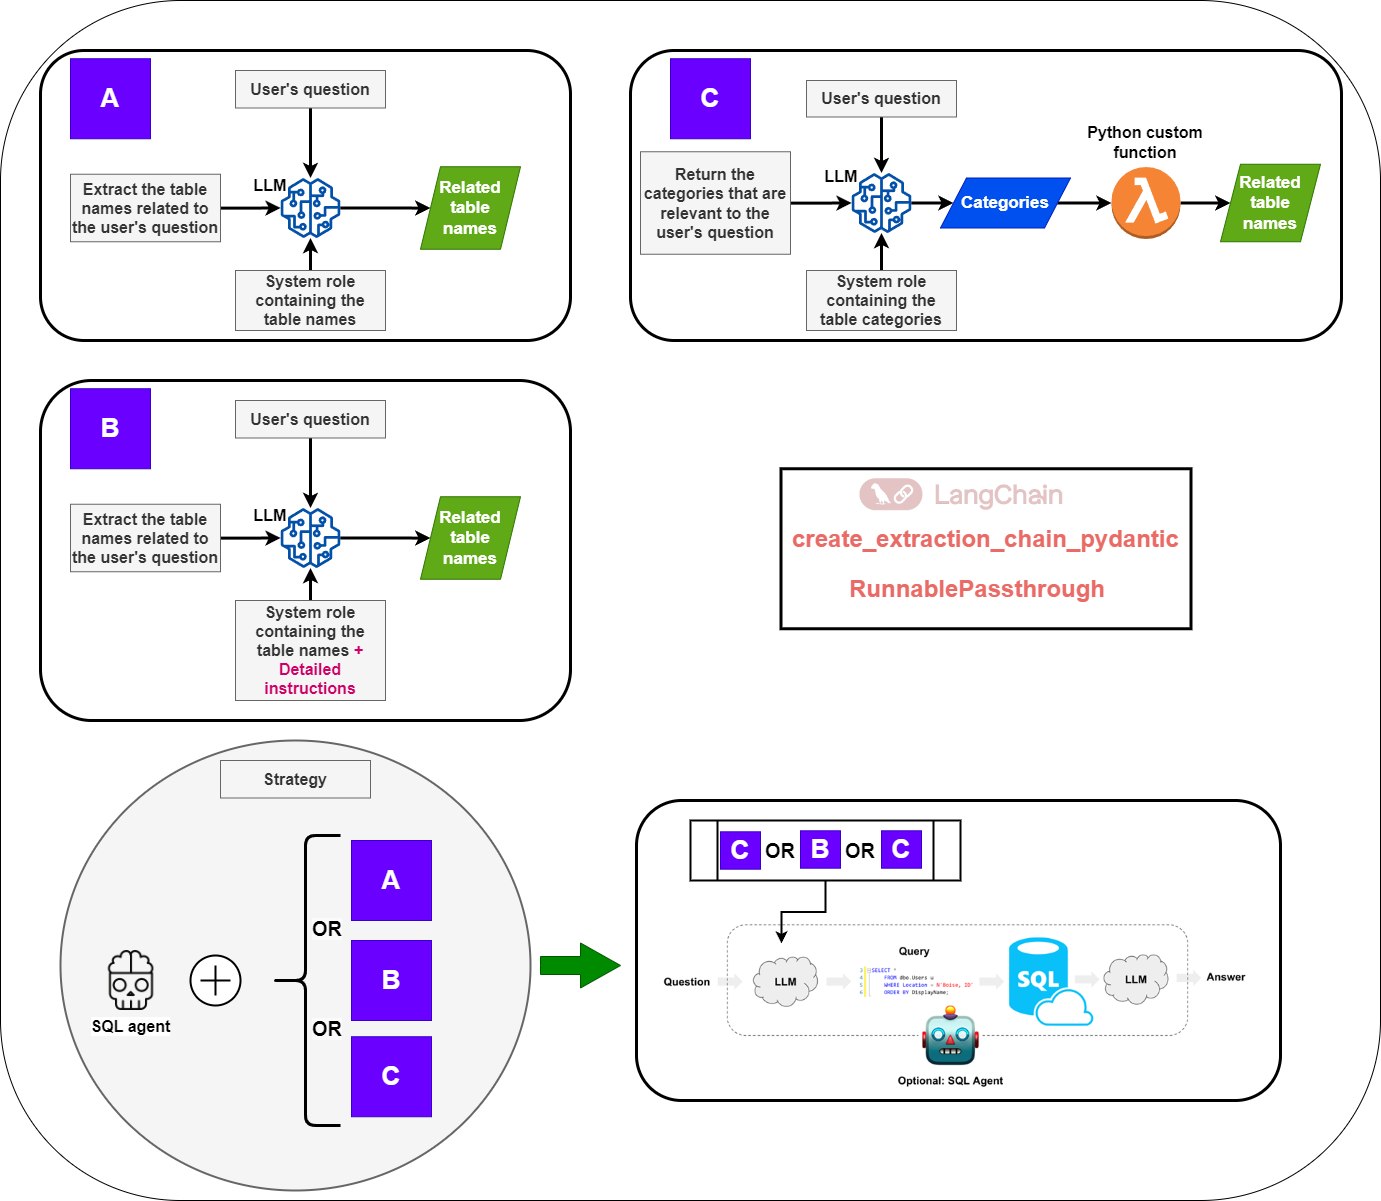 A
User's question
LLM
Extract the table
names related to
the user's question
Related
table
names
System role
containing the
table names
C
User's question
Python custom
function
Return the
categories that are
relevant to the
user's question
LLM
Categories
Related
table
names
System role
containing the
table categories
B
User's question
LLM
Extract the table
names related to
the user's question
Related
table
names
System role
containing the
table names +
Detailed
instructions
LangChain
create_extraction_chain_pydantic
RunnablePassthrough
Strategy
A
OR
B
OR
C
SQL agent
C OR B OR C
Question
LLM
Query
3 SELECT *
4 FROM dbo.Users u
5 WHERE Location = N'Boise, ID'
6 ORDER BY DisplayName;
SQL
LLM
Answer
Optional: SQL Agent